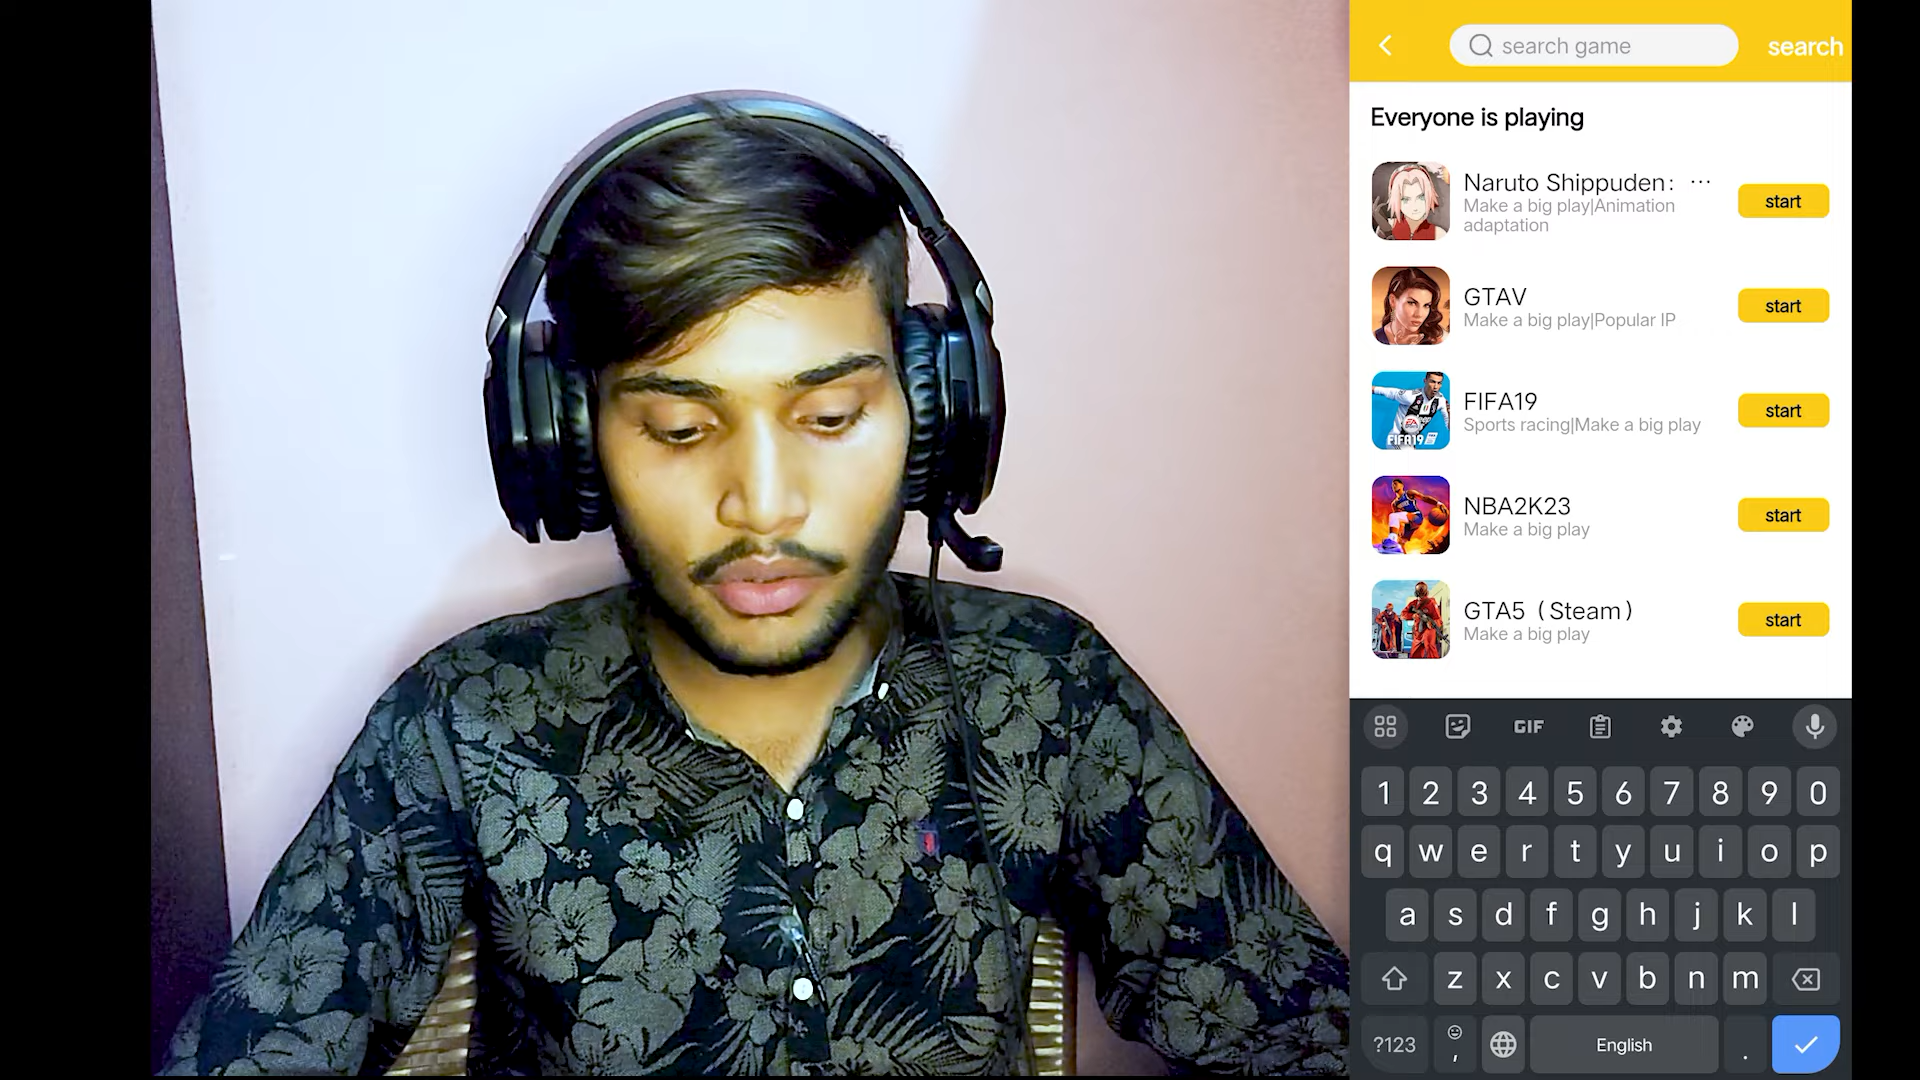 search game
search
Everyone is playing
Naruto Shippuden： ···
Make a big play|Animation
adaptation
start
GTAV
Make a big play|Popular IP
start
FIFA19
FIFA19
Sports racing|Make a big play
start
NBA2K23
Make a big play
start
GTA5（Steam）
Make a big play
start
GIF
1 2 3 4 5 6 7 8 9 0
q w e r t y u i o p
a s d f g h j k l
z x c v b n m
?123 , English .